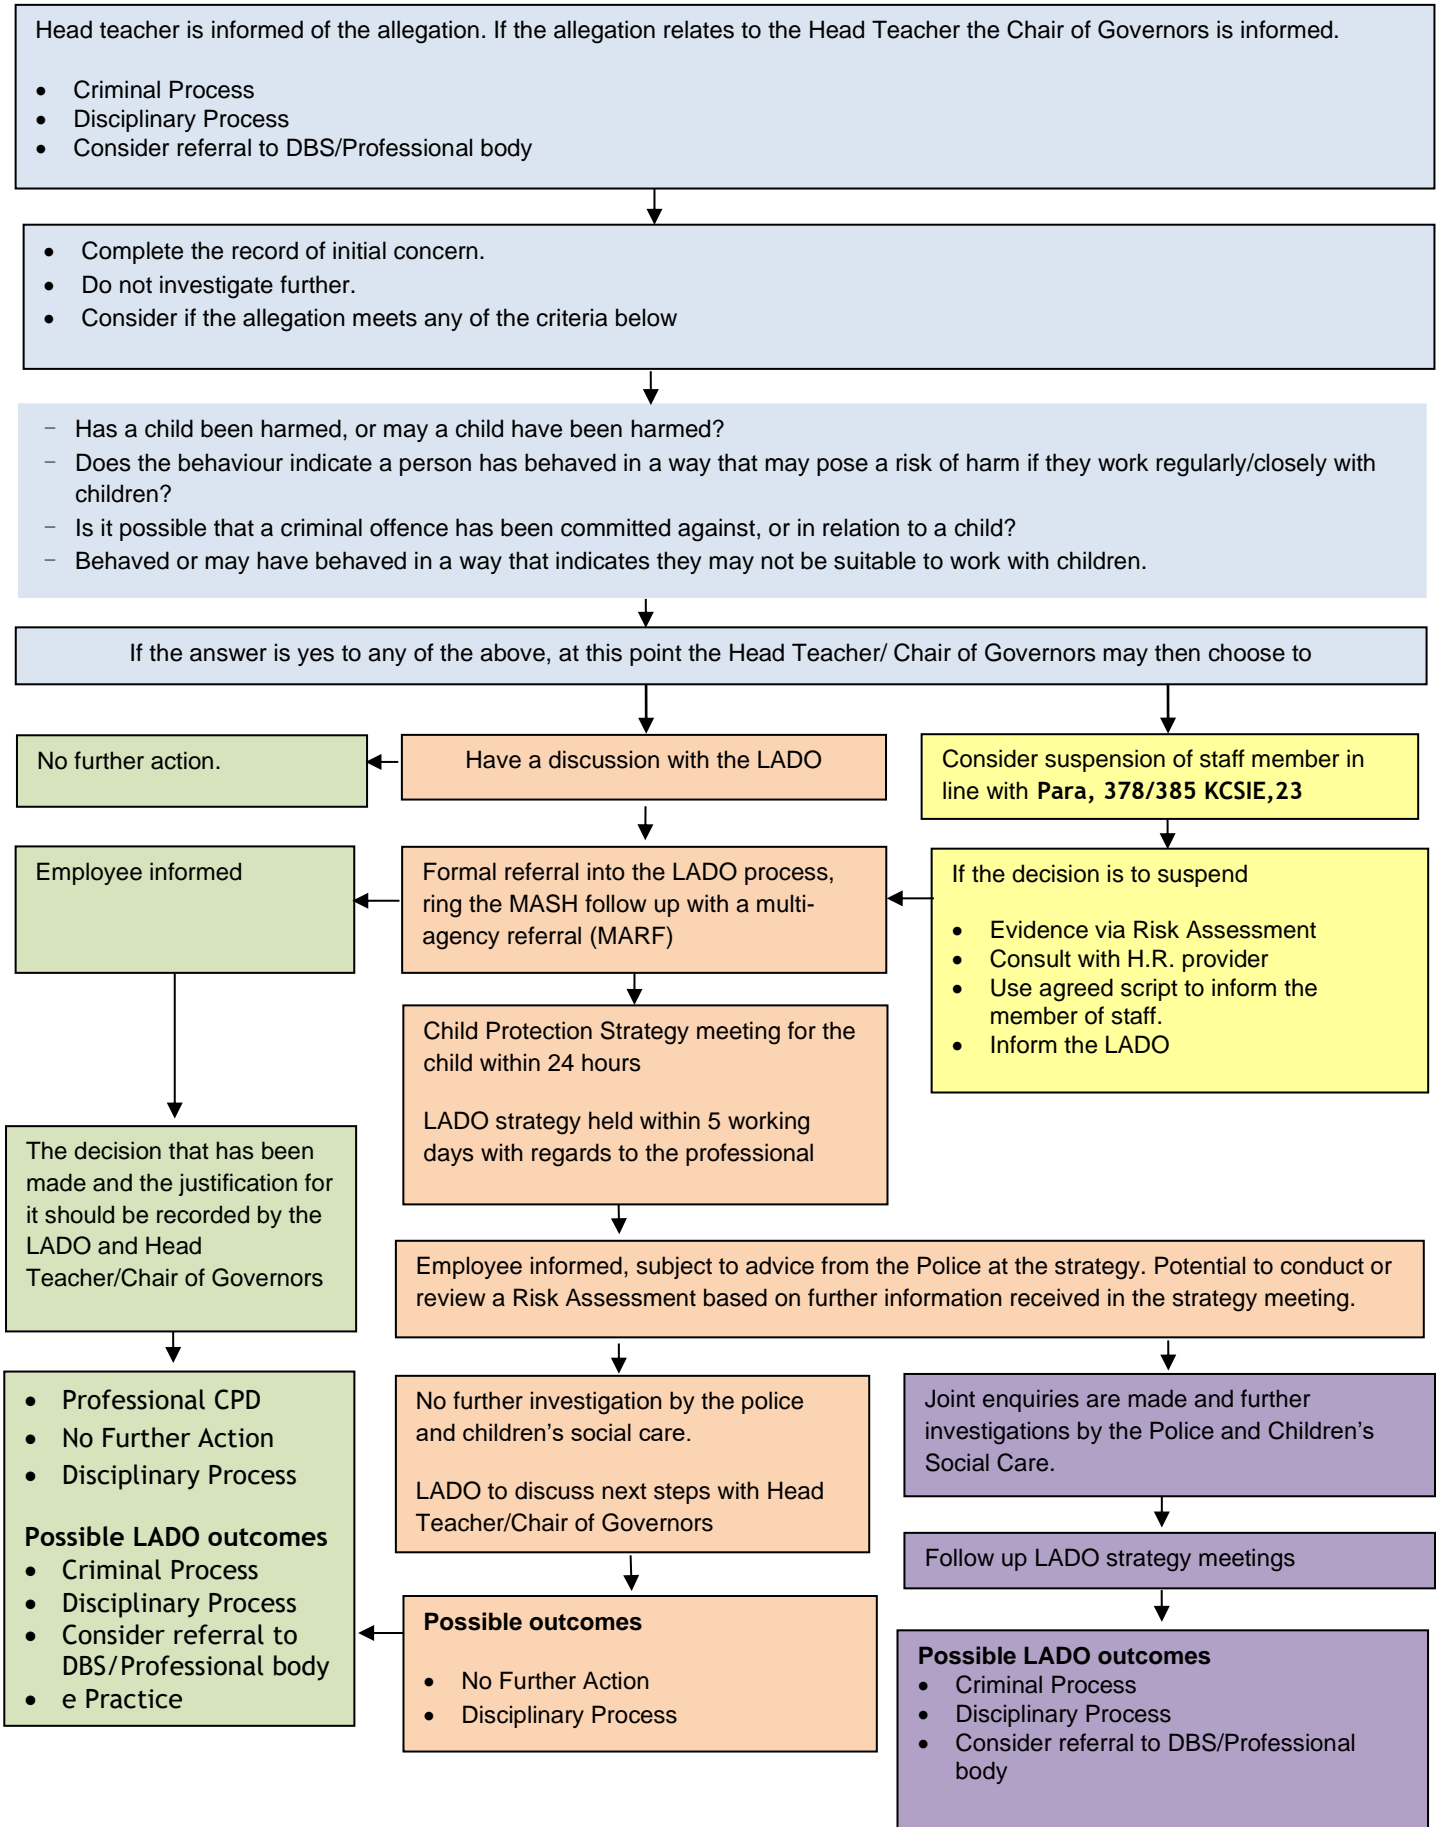 Head teacher is informed of the allegation. If the allegation relates to the Head Teacher the Chair of Governors is informed.
• Criminal Process
• Disciplinary Process
• Consider referral to DBS/Professional body
• Complete the record of initial concern.
• Do not investigate further.
• Consider if the allegation meets any of the criteria below
− Has a child been harmed, or may a child have been harmed?
− Does the behaviour indicate a person has behaved in a way that may pose a risk of harm if they work regularly/closely with
children?
− Is it possible that a criminal offence has been committed against, or in relation to a child?
− Behaved or may have behaved in a way that indicates they may not be suitable to work with children.
If the answer is yes to any of the above, at this point the Head Teacher/ Chair of Governors may then choose to
No further action.
Have a discussion with the LADO
Consider suspension of staff member in
line with Para, 378/385 KCSIE,23
Employee informed
Formal referral into the LADO process,
ring the MASH follow up with a multi-
agency referral (MARF)
If the decision is to suspend
• Evidence via Risk Assessment
• Consult with H.R. provider
• Use agreed script to inform the
member of staff.
• Inform the LADO
Child Protection Strategy meeting for the
child within 24 hours
LADO strategy held within 5 working
days with regards to the professional
The decision that has been
made and the justification for
it should be recorded by the
LADO and Head
Teacher/Chair of Governors
Employee informed, subject to advice from the Police at the strategy. Potential to conduct or
review a Risk Assessment based on further information received in the strategy meeting.
• Professional CPD
• No Further Action
• Disciplinary Process
Possible LADO outcomes
• Criminal Process
• Disciplinary Process
• Consider referral to
DBS/Professional body
• e Practice
No further investigation by the police
and children's social care.
LADO to discuss next steps with Head
Teacher/Chair of Governors
Joint enquiries are made and further
investigations by the Police and Children's
Social Care.
Follow up LADO strategy meetings
Possible outcomes
• No Further Action
• Disciplinary Process
Possible LADO outcomes
• Criminal Process
• Disciplinary Process
• Consider referral to DBS/Professional
body